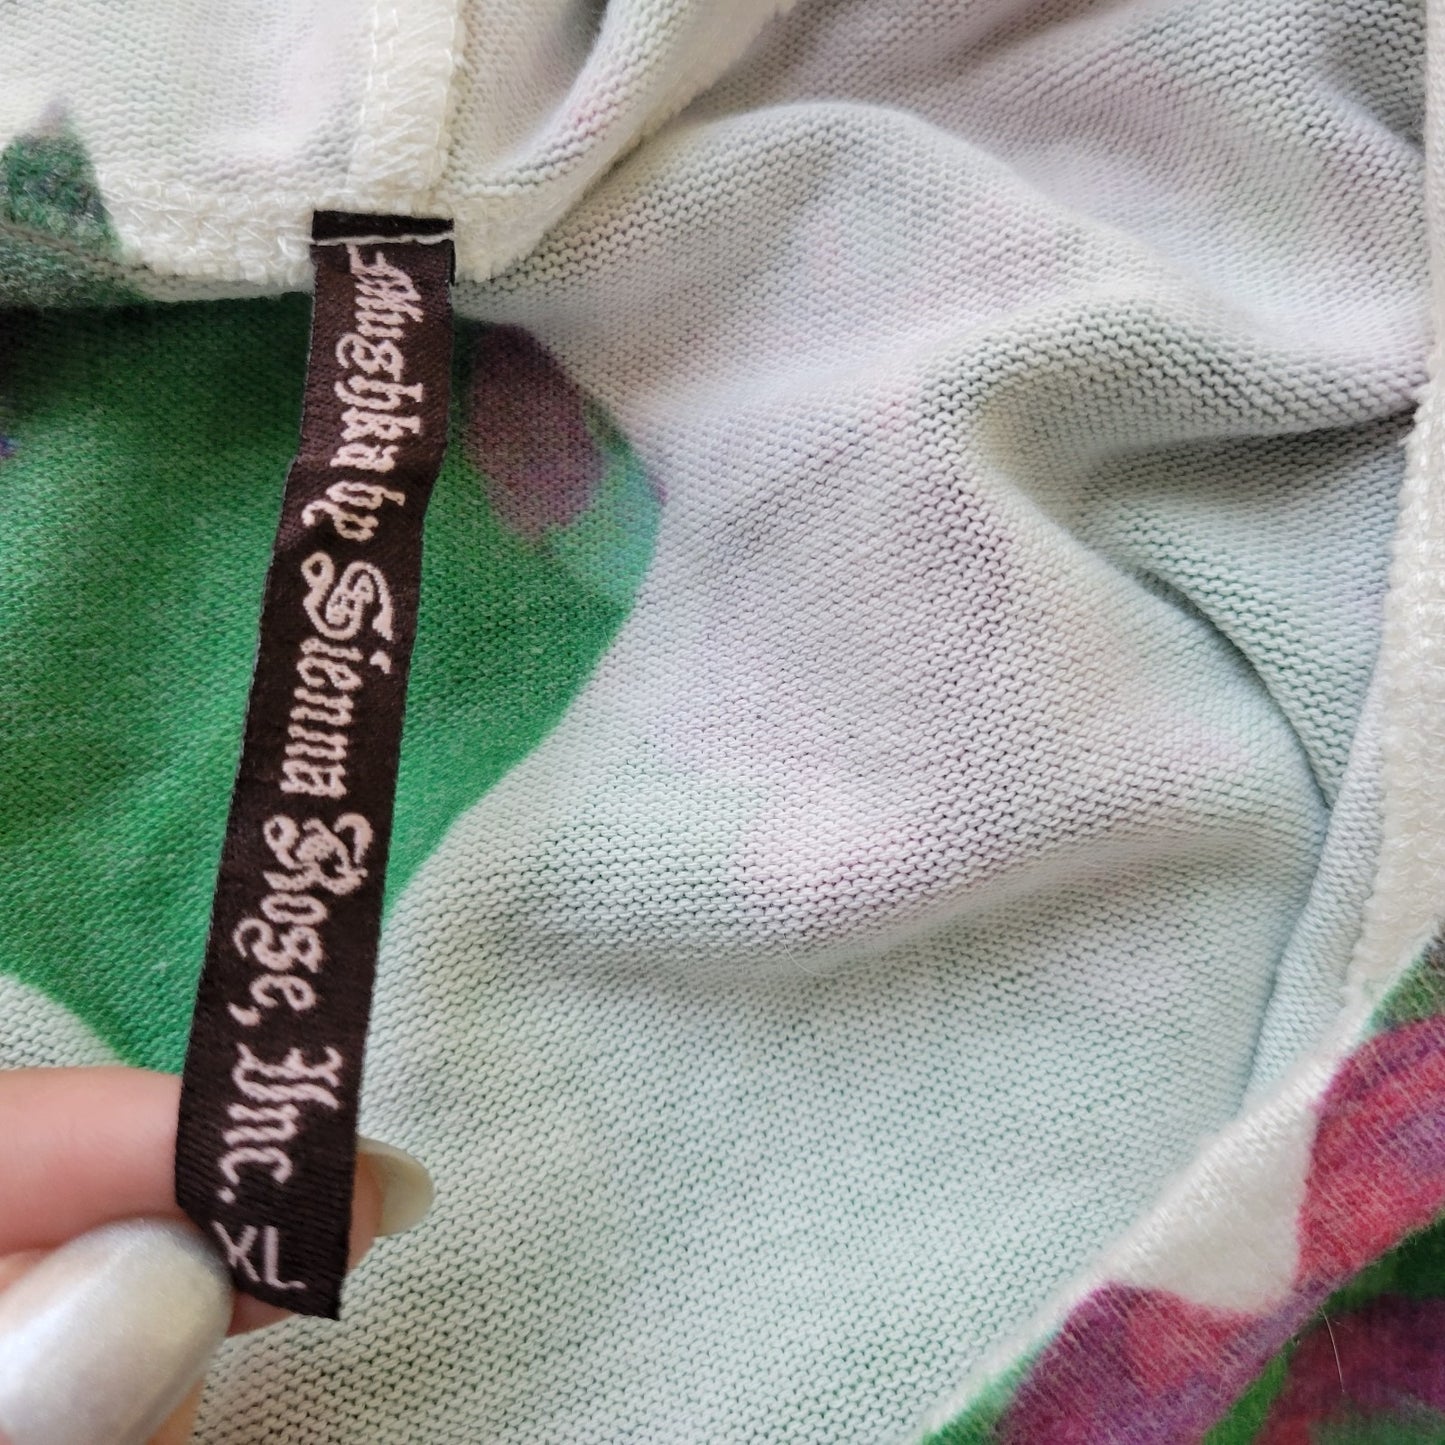 Mushka by Sienna Rose, Inc. XL